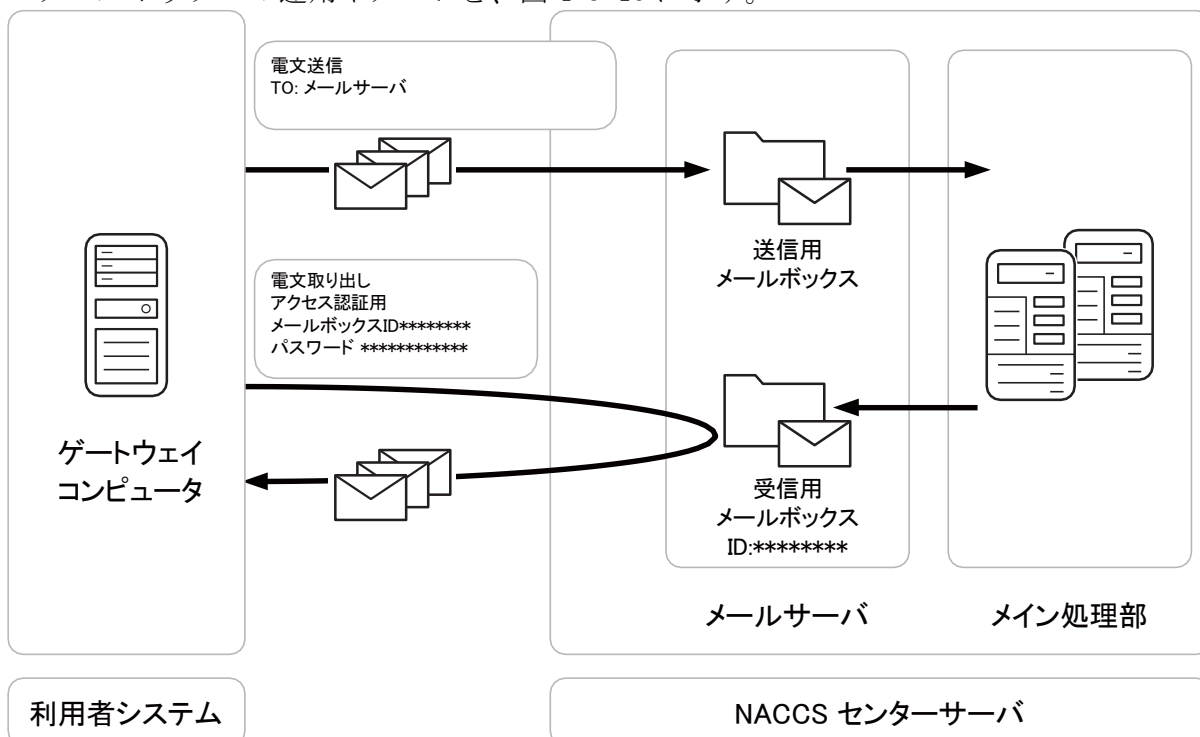 電文送信
TO: メールサーバ
送信用
メールボックス
電文取り出し
アクセス認証用
メールボックスID********
パスワード ************
ゲートウェイ
コンピュータ
受信用
メールボックス
ID:********
メールサーバ
メイン処理部
利用者システム
NACCS センターサーバ